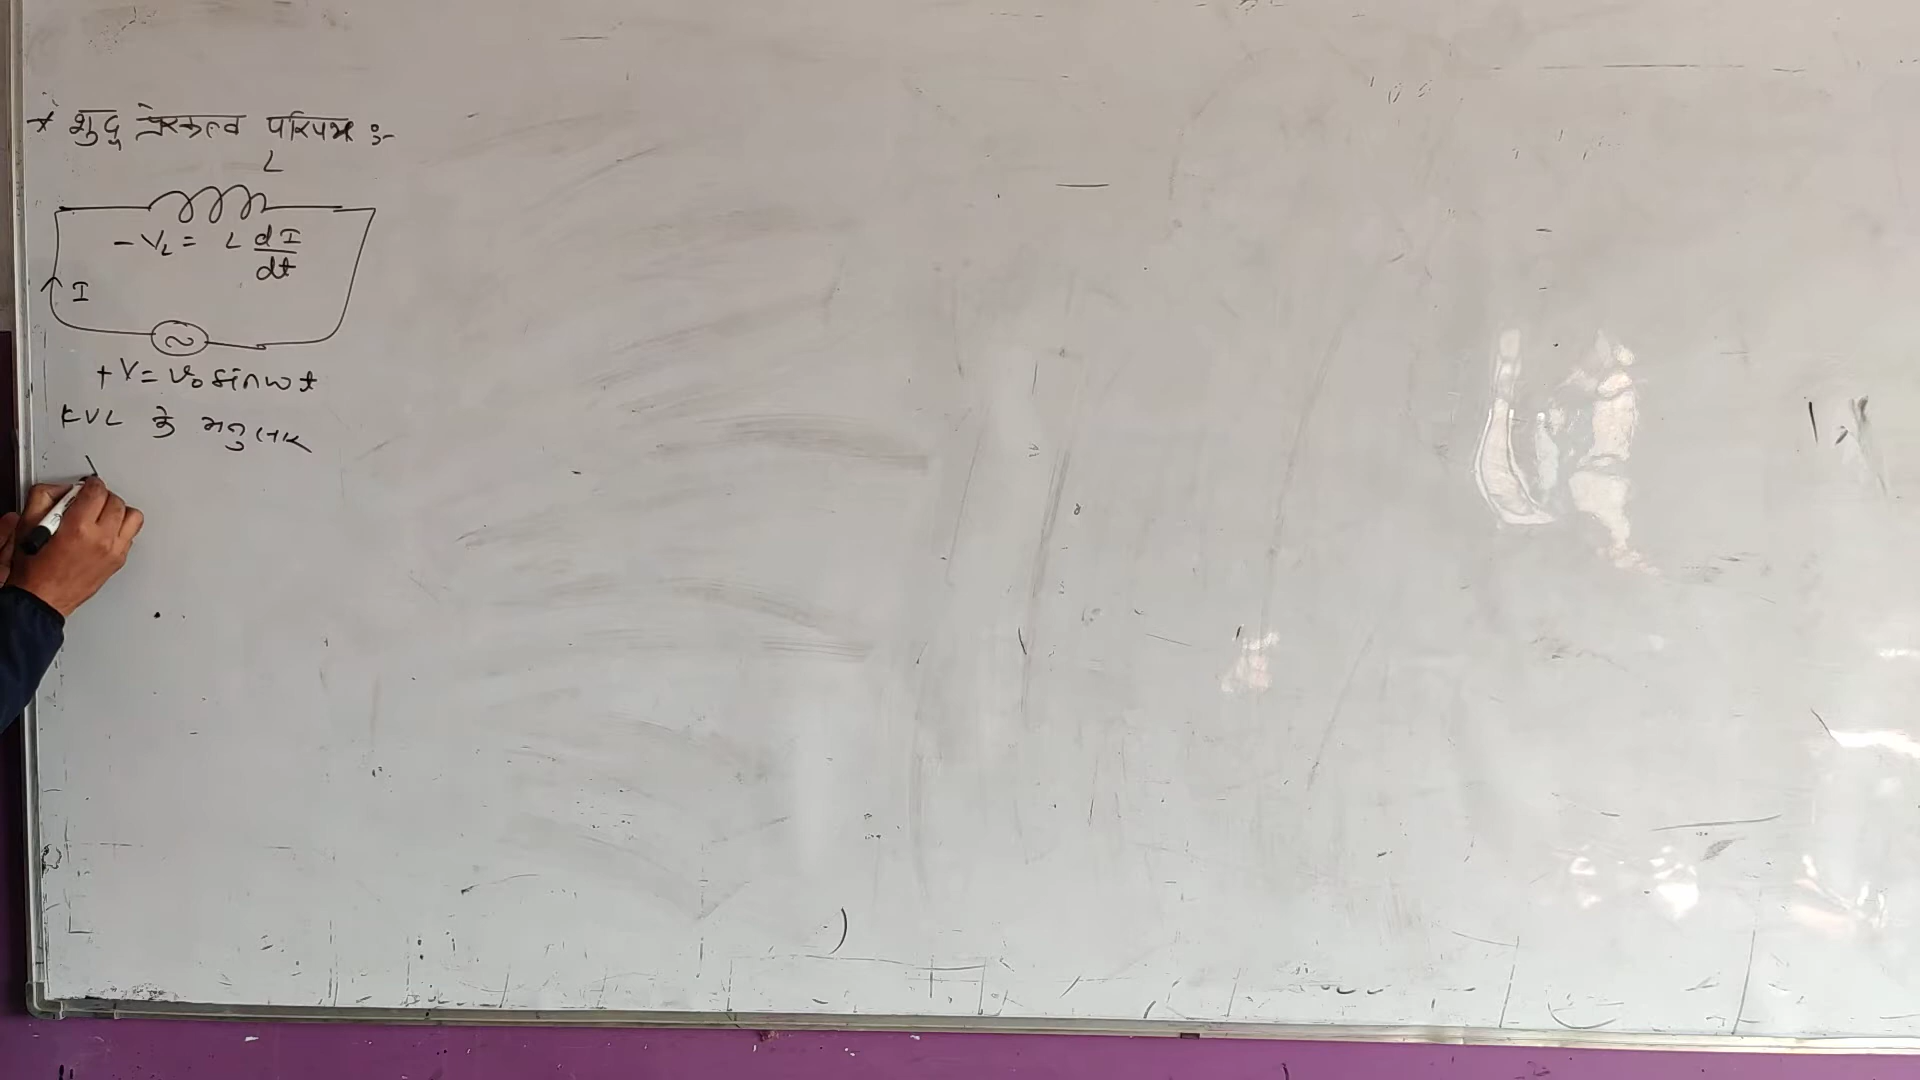 * शुद्ध प्रेरकत्व परिपथ :-
L
- V_L = L dI/dt
I
~
+ V = V₀ sin ωt
KVL के अनुसार